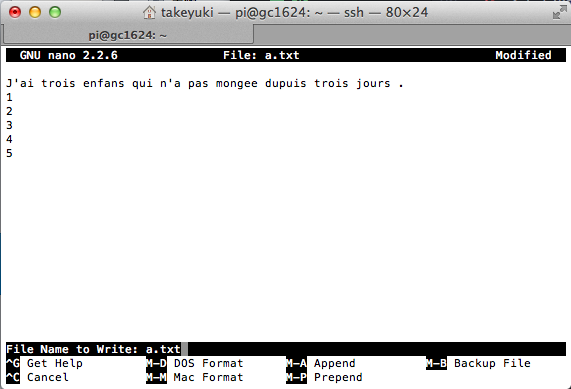 takeyuki — pi@gc1624: ~ — ssh — 80×24
pi@gc1624: ~
GNU nano 2.2.6 File: a.txt Modified
J'ai trois enfans qui n'a pas mongee dupuis trois jours .
1
2
3
4
5
File Name to Write: a.txt
^G Get Help M-D DOS Format M-A Append M-B Backup File
^C Cancel M-M Mac Format M-P Prepend